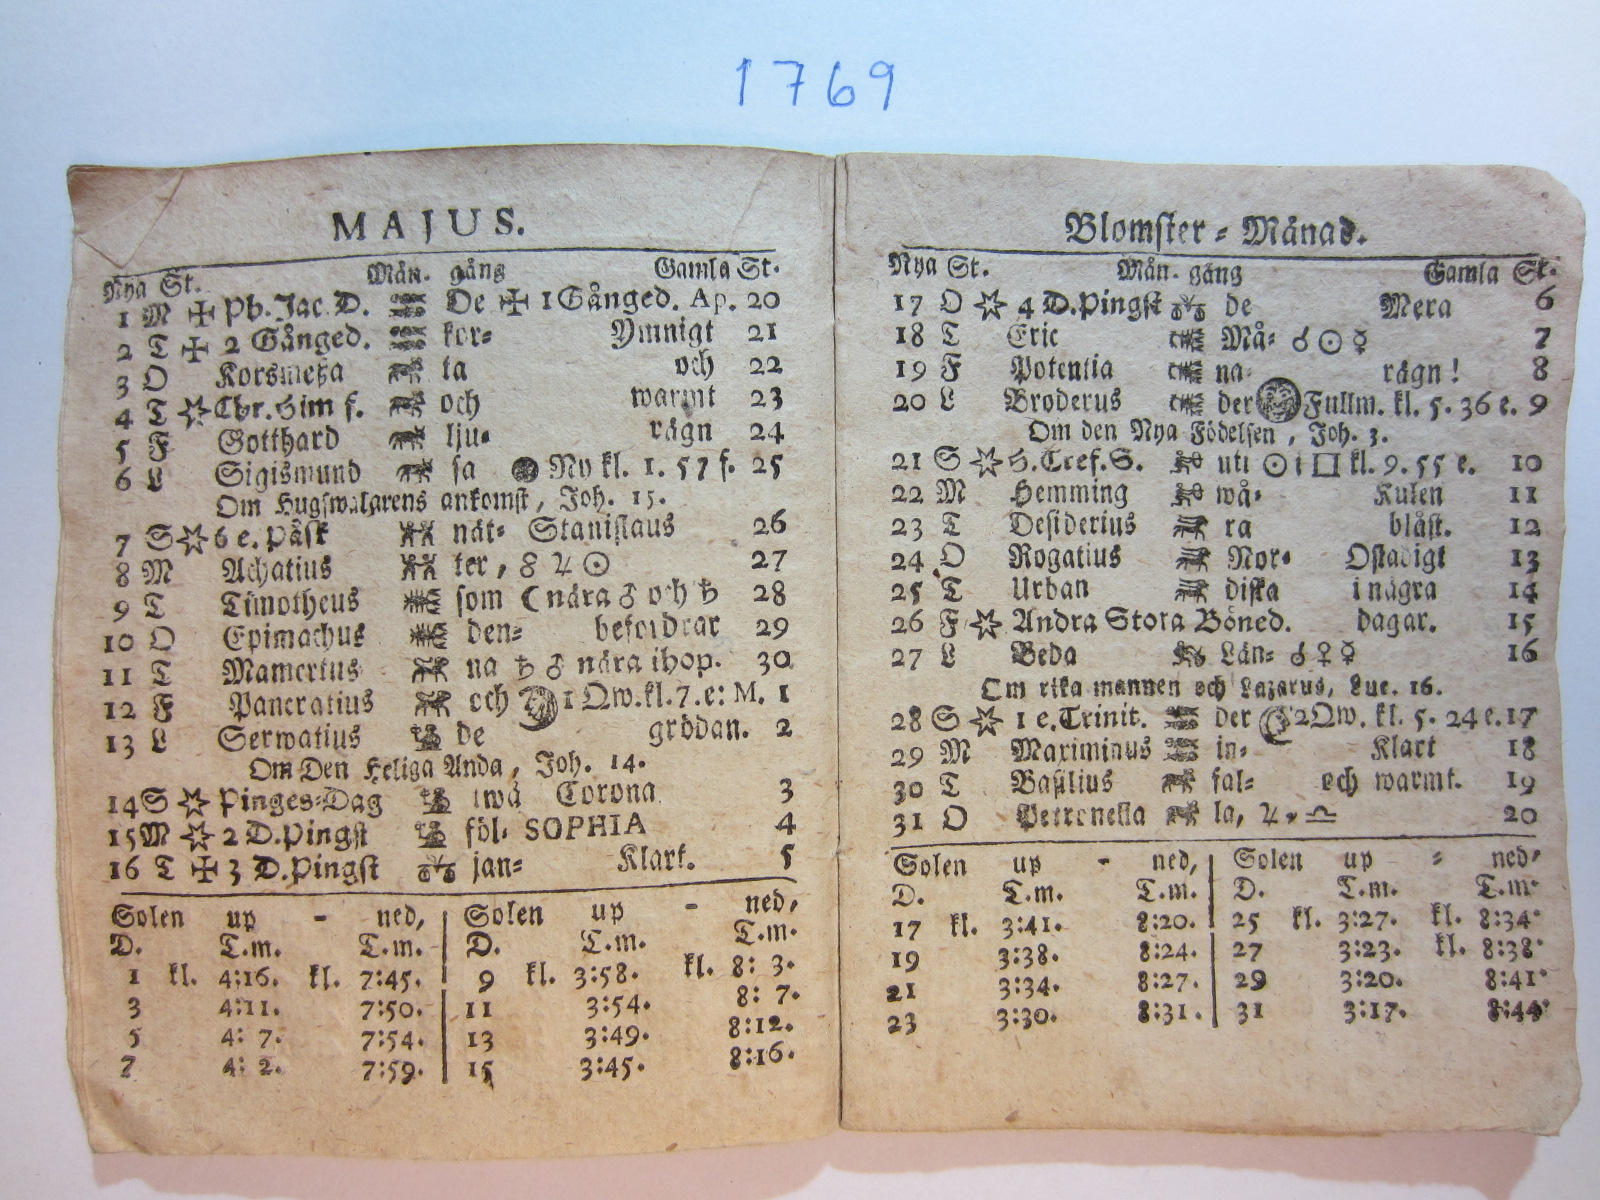 1769
MAJUS.
Nya St. Mån. gång Gamla St.
1 M ✠ Ph. Jac. D. De ✠ 1 Gånged. Ap. 20
2 T ✠ 2 Gånged. kor- Ymnigt 21
3 O Korsmeßa ta och 22
4 T Chr. Him f. och warmt 23
5 F Gotthard lju- rägn 24
6 L Sigismund sa Ny kl. 1. 57 f. 25
Om Hugswalarens ankomst, Joh. 15.
7 S 6 e. Påsk nät- Stanislaus 26
8 M Achatius ter, ☍ ♃ ☉ 27
9 T Timotheus som ☾ nära ♂ och ♄ 28
10 O Epimachus den- befordrar 29
11 T Mamertus na ♄ ♂ nära ihop. 30
12 F Pancratius och 1 Qw. kl. 7. e: M. 1
13 L Serwatius de grödan. 2
Om Den Heliga Anda, Joh. 14.
14 S Pinges-Dag twå Corona 3
15 M 2 D. Pingst föl- SOPHIA 4
16 T ✠ 3 D. Pingst jan- Klart. 5
Solen up - ned, Solen up - ned,
D. T.m. T.m. D. T.m. T.m.
1 kl. 4:16. kl. 7:45. 9 kl. 3:58. kl. 8: 3.
3 4:11. 7:50. 11 3:54. 8: 7.
5 4: 7. 7:54. 13 3:49. 8:12.
7 4: 2. 7:59. 15 3:45. 8:16.
Blomster-Månad.
Nya St. Mån. gång Gamla St.
17 O 4 D. Pingst de Mera 6
18 T Eric Må- ☌ ☉ ☿ 7
19 F Potentia na- rägn! 8
20 L Broderus der Fullm. kl. 5. 36 e. 9
Om den Nya Födelsen, Joh. 3.
21 S H. Tref. S. uti ☉ i □ kl. 9. 55 e. 10
22 M Hemming wå- Kulen 11
23 T Desiderius ra blåst. 12
24 O Rogatius Nor- Ostadigt 13
25 T Urban diska i några 14
26 F Andra Stora Böned. dagar. 15
27 L Beda Län- ☌ ♀ ☿ 16
Om rika mannen och Lazarus, Luc. 16.
28 S 1 e. Trinit. der 2 Qw. kl. 5. 24 e. 17
29 M Maximinus in- Klart 18
30 T Basilius fal- och warmt. 19
31 O Petronella la, ♃ ♎ 20
Solen up - ned, Solen up - ned,
D. T.m. T.m. D. T.m. T.m.
17 kl. 3:41. 8:20. 25 kl. 3:27. kl. 8:34.
19 3:38. 8:24. 27 3:23. kl. 8:38.
21 3:34. 8:27. 29 3:20. 8:41.
23 3:30. 8:31. 31 3:17. 8:44.